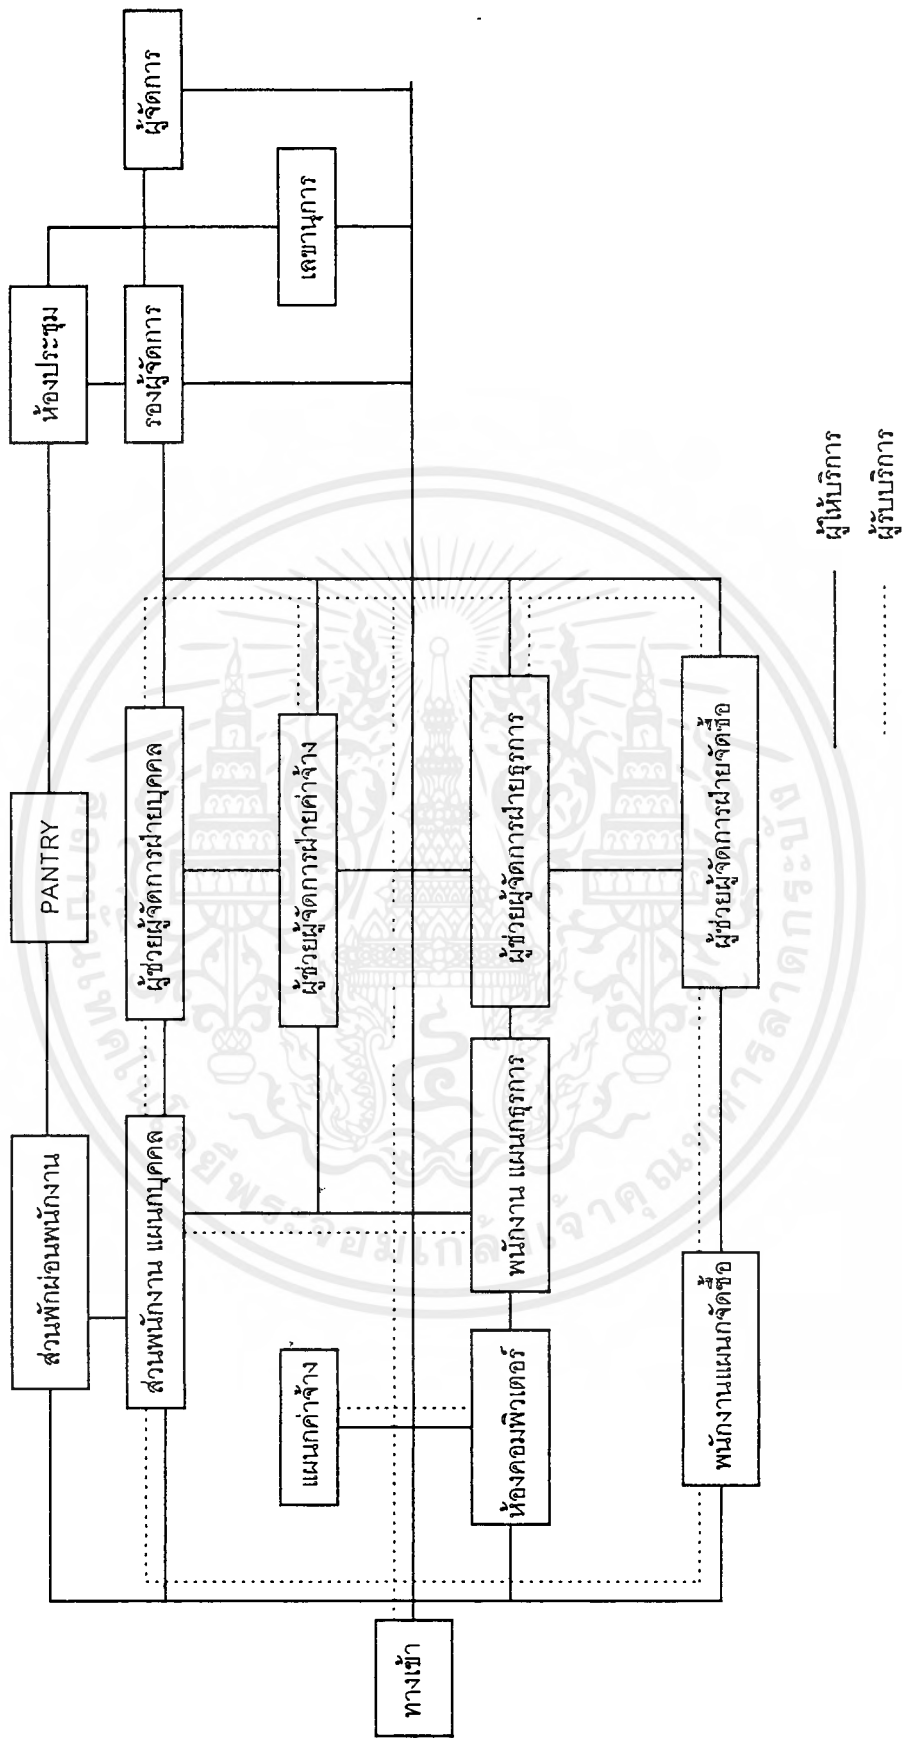 ห้องประชุม
PANTRY
ส่วนพักผ่อนพนักงาน
ผู้จัดการ
รองผู้จัดการ
ผู้ช่วยผู้จัดการฝ่ายบุคคล
ส่วนพนักงาน แผนกบุคคล
เลขานุการ
ผู้ช่วยผู้จัดการฝ่ายค่าจ้าง
แผนกค่าจ้าง
ทางเข้า
ผู้ช่วยผู้จัดการฝ่ายธุรการ
พนักงาน แผนกธุรการ
ห้องคอมพิวเตอร์
ผู้ช่วยผู้จัดการฝ่ายจัดซื้อ
พนักงานแผนกจัดซื้อ
ผู้ให้บริการ
ผู้รับบริการ